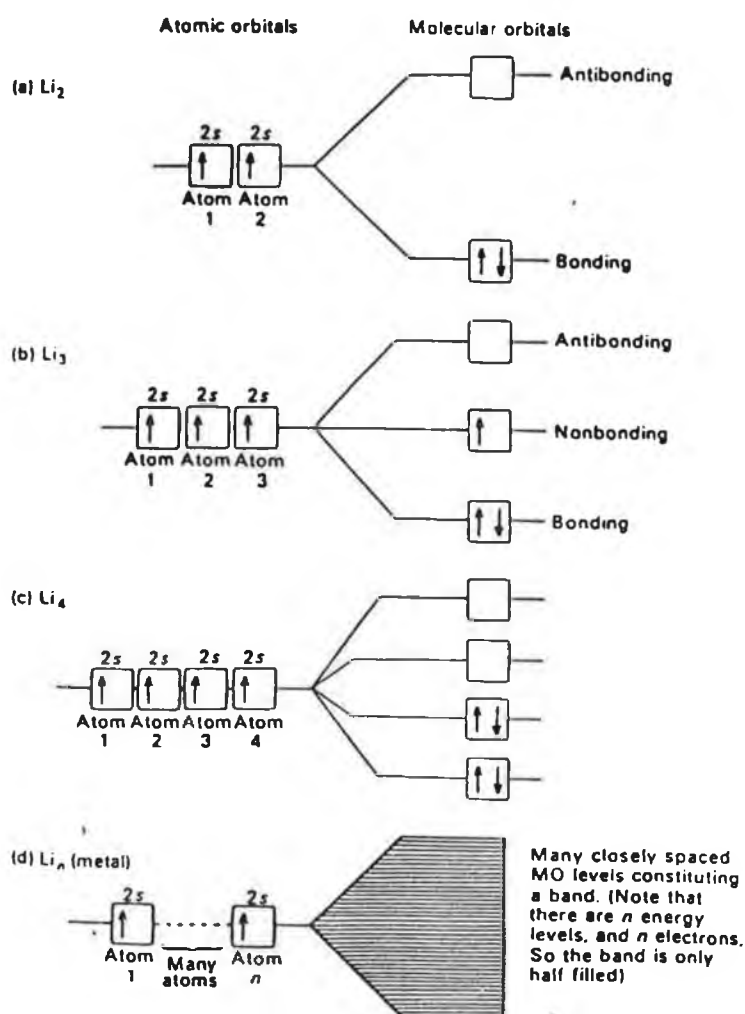 Atomic orbitals Molecular orbitals
(a) Li2
Antibonding
2s 2s
Atom Atom
1 2
Bonding
(b) Li3
Antibonding
2s 2s 2s
Nonbonding
Atom Atom Atom
1 2 3
Bonding
(c) Li4
2s 2s 2s 2s
Atom Atom Atom Atom
1 2 3 4
(d) Lin (metal)
2s 2s
Atom Many Atom
1 atoms n
Many closely spaced
MO levels constituting
a band. (Note that
there are n energy
levels, and n electrons.
So the band is only
half filled)